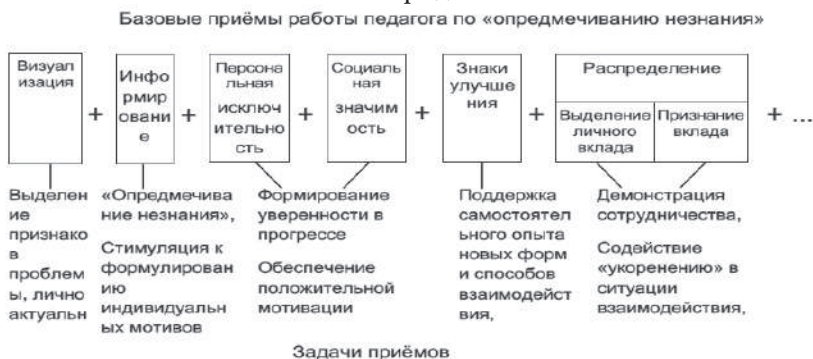 Базовые приёмы работы педагога по «опредмечиванию незнания»
Визуал
изация
+
Инфо
рмиро
вани
е
+
Персона
льная
исключ
ительно
сть
+
Социаль
ная
значим
ость
+
Знаки
улучше
ния
+
Распределение
Выделение
личного
вклада
Признание
вклада
+ ...
Выделен
ие
признако
в
проблем
ы, лично
актуальн
«Опредмечива
ние незнания»,
Стимуляция к
формулирован
ию
индивидуальн
ых мотивов
Формирование
уверенности в
прогрессе
Обеспечение
положительной
мотивации
Поддержка
самостоятел
ьного опыта
новых форм
и способов
взаимодейст
вия,
Демонстрация
сотрудничества,
Содействие
«укоренению» в
ситуации
взаимодействия,
Задачи приёмов